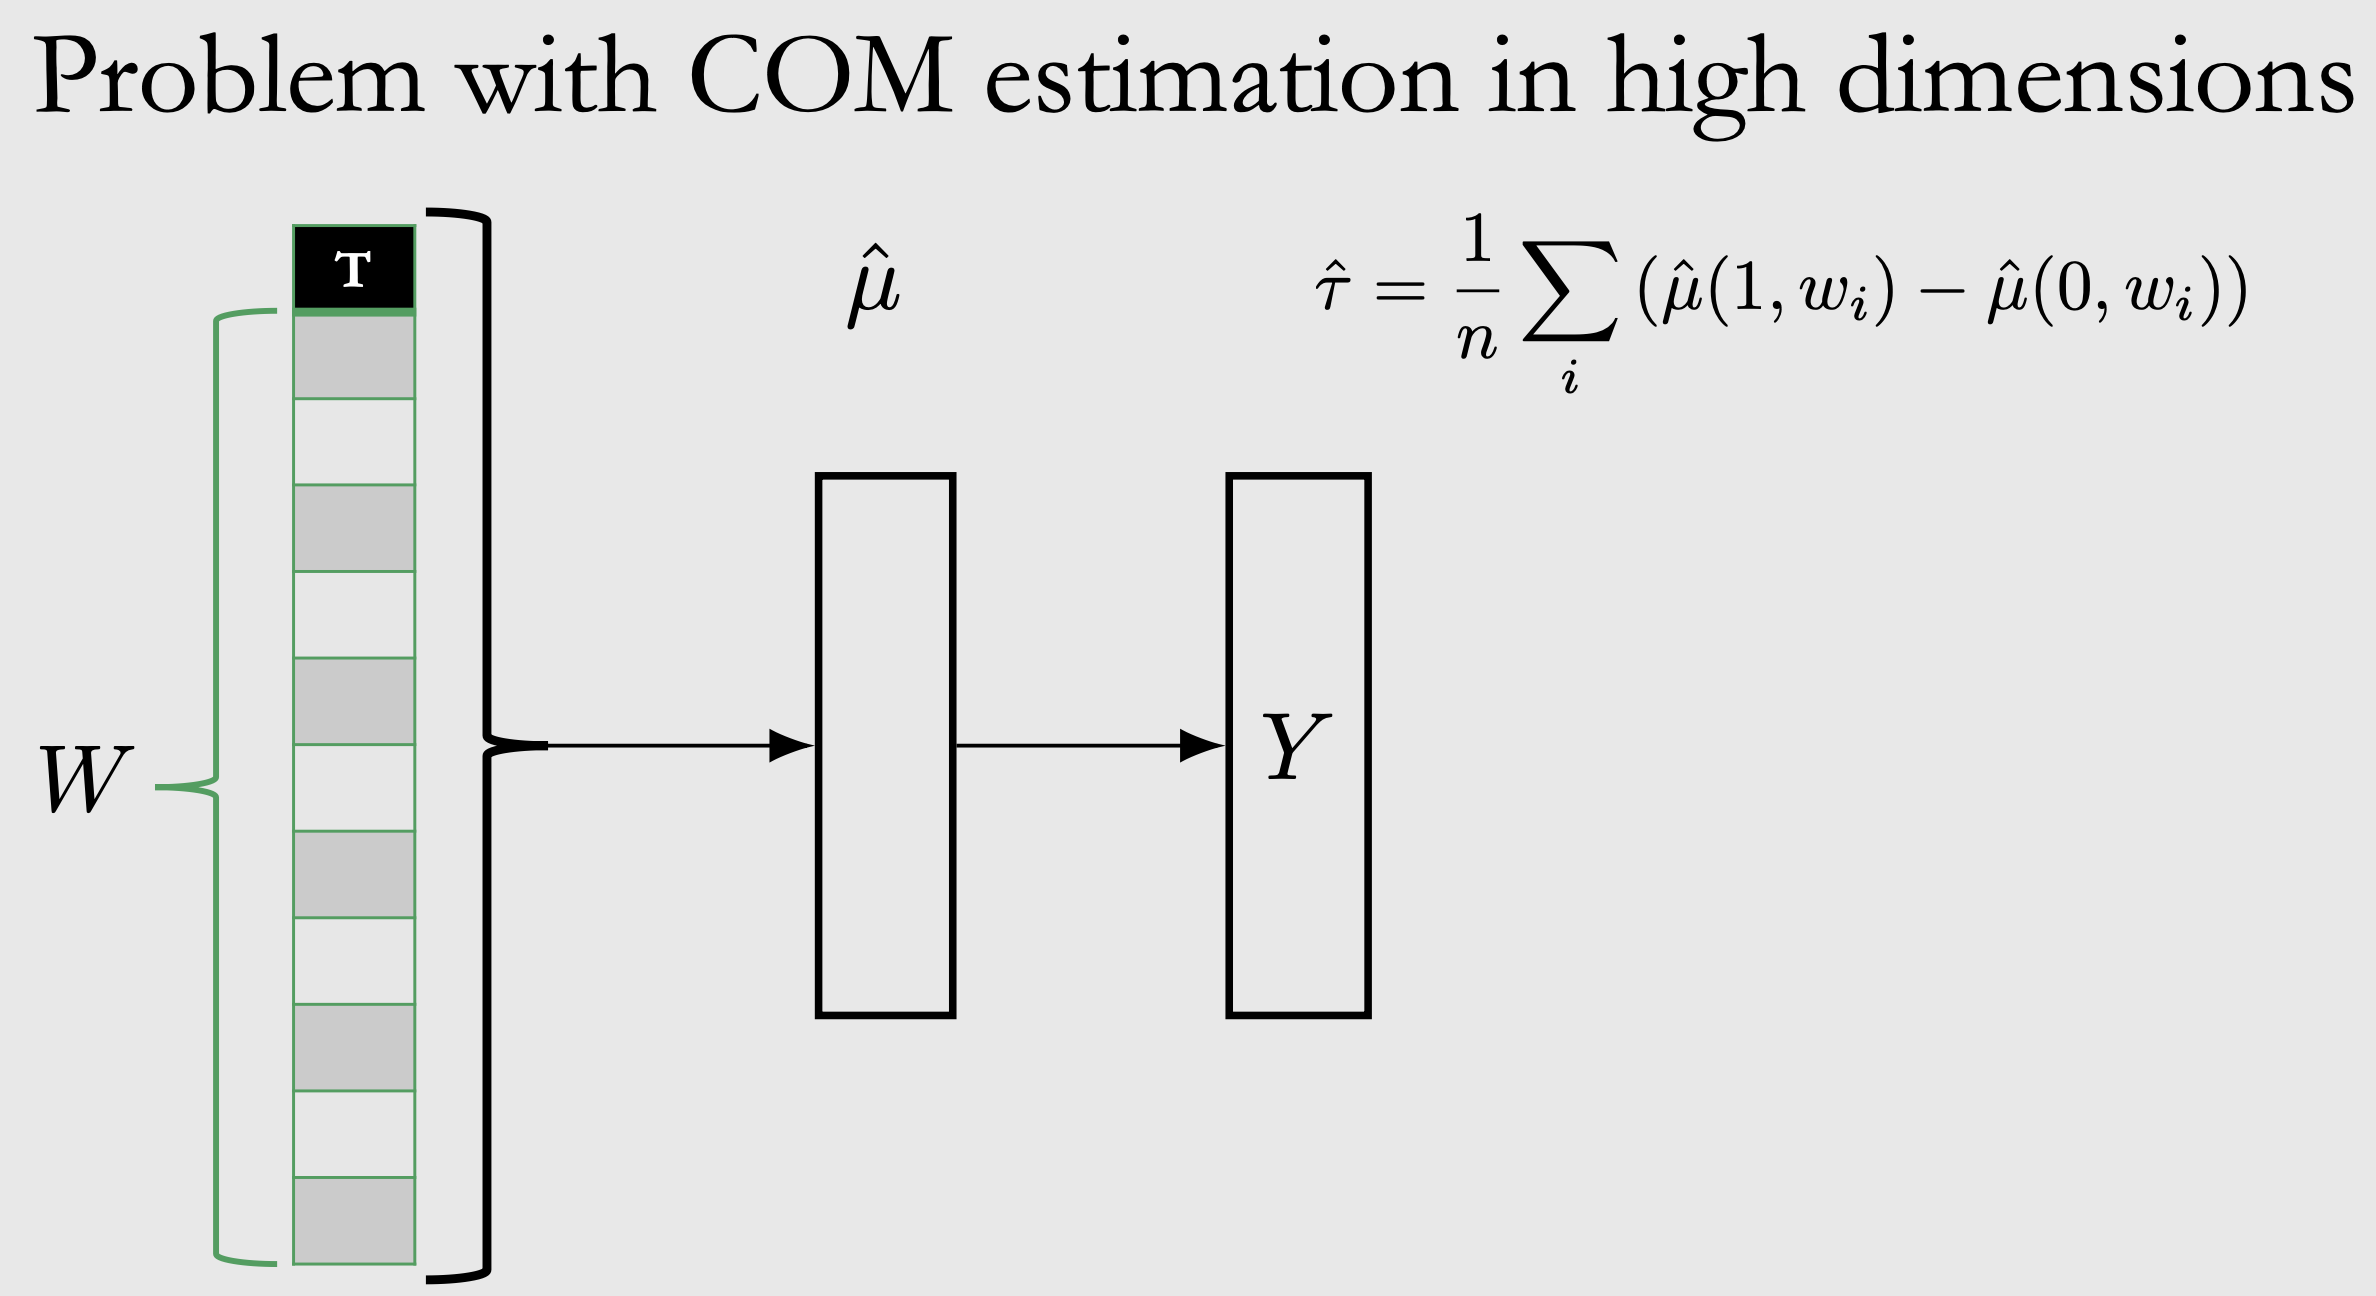 Problem with COM estimation in high dimensions
T
μ̂
τ̂ = 1/n ∑_i (μ̂(1, w_i) − μ̂(0, w_i))
W
Y